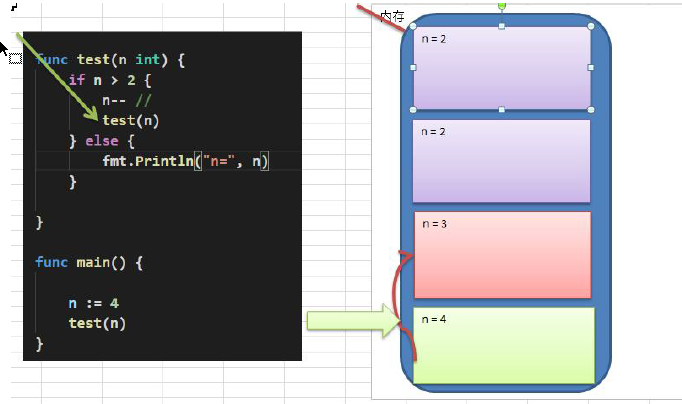 func test(n int) {
if n > 2 {
n-- //
test(n)
} else {
fmt.Println("n=", n)
}
}
func main() {
n := 4
test(n)
}
内存
n = 2
n = 2
n = 3
n = 4